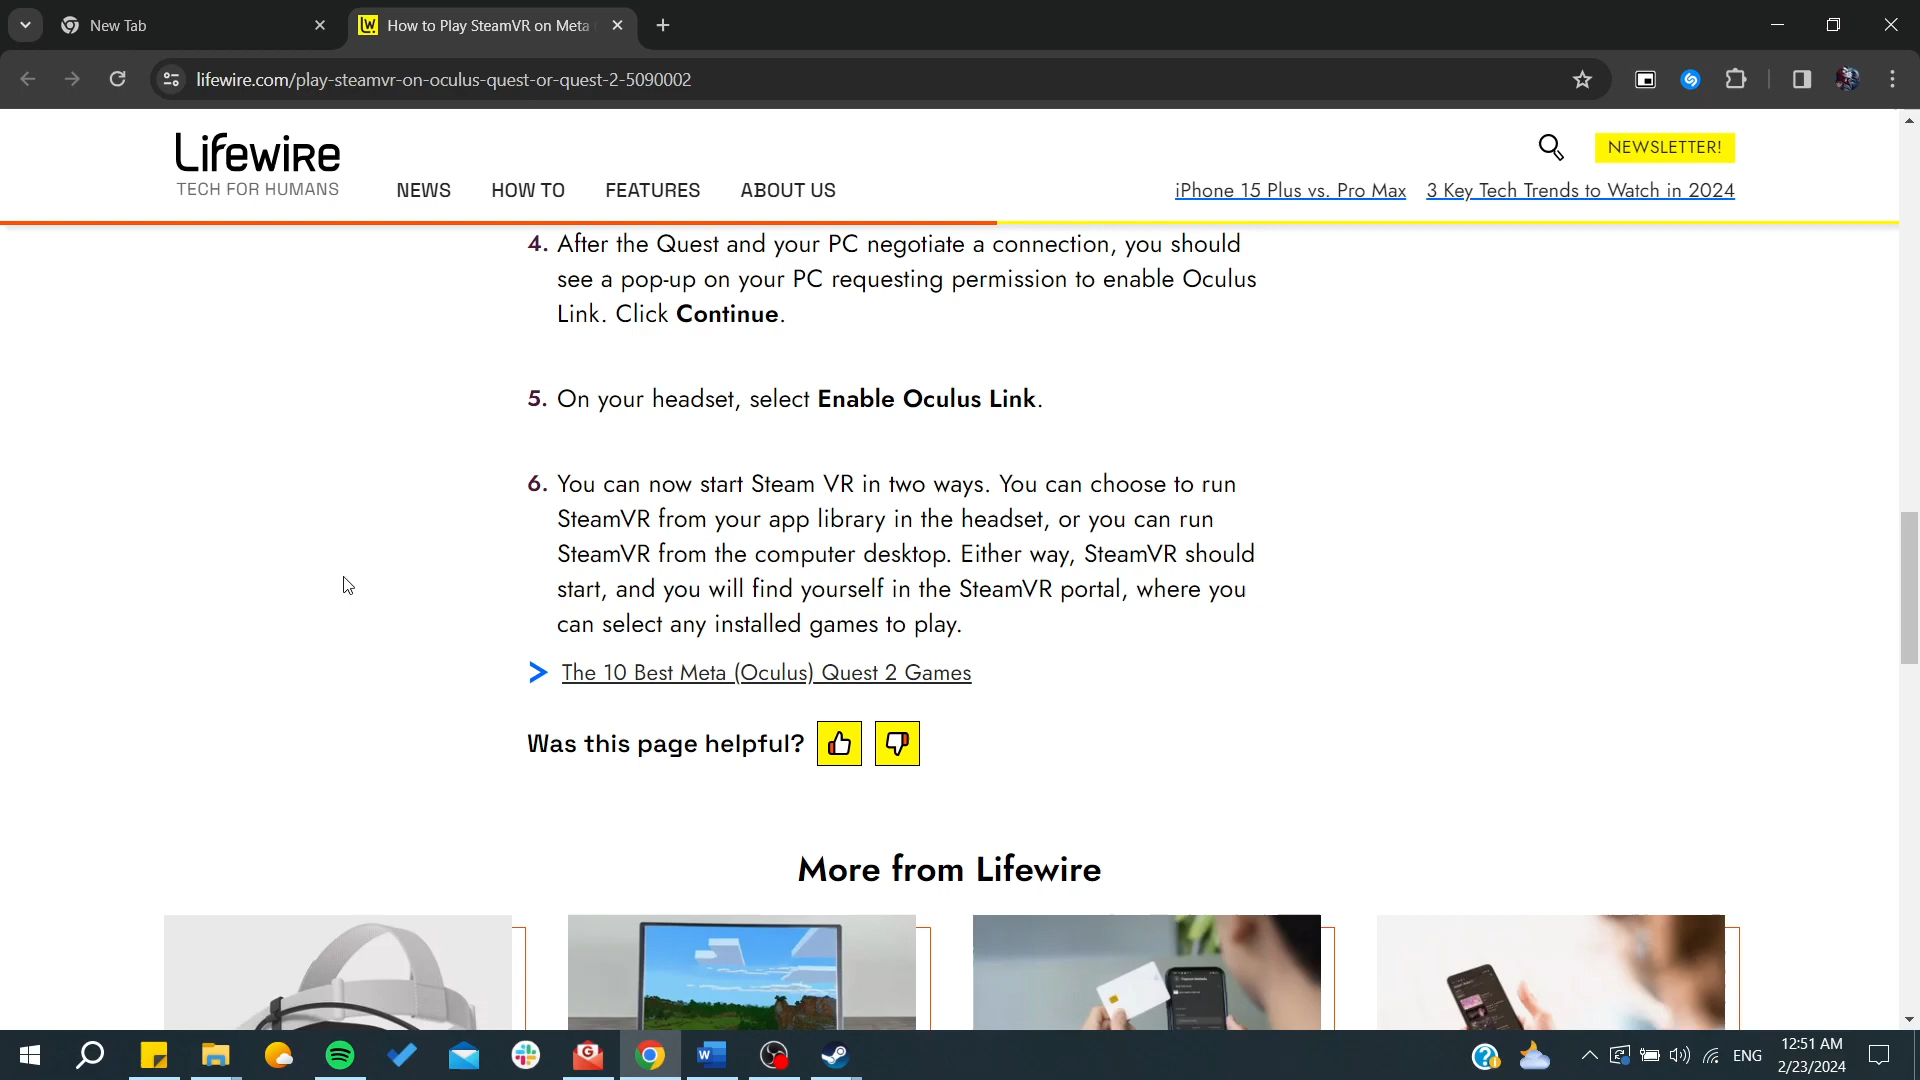 New Tab
How to Play SteamVR on Meta
lifewire.com/play-steamvr-on-oculus-quest-or-quest-2-5090002
Lifewire
TECH FOR HUMANS
NEWS
HOW TO
FEATURES
ABOUT US
NEWSLETTER!
iPhone 15 Plus vs. Pro Max
3 Key Tech Trends to Watch in 2024
4. After the Quest and your PC negotiate a connection, you should
see a pop-up on your PC requesting permission to enable Oculus
Link. Click Continue.
5. On your headset, select Enable Oculus Link.
6. You can now start Steam VR in two ways. You can choose to run
SteamVR from your app library in the headset, or you can run
SteamVR from the computer desktop. Either way, SteamVR should
start, and you will find yourself in the SteamVR portal, where you
can select any installed games to play.
The 10 Best Meta (Oculus) Quest 2 Games
Was this page helpful?
More from Lifewire
ENG
12:51 AM
2/23/2024